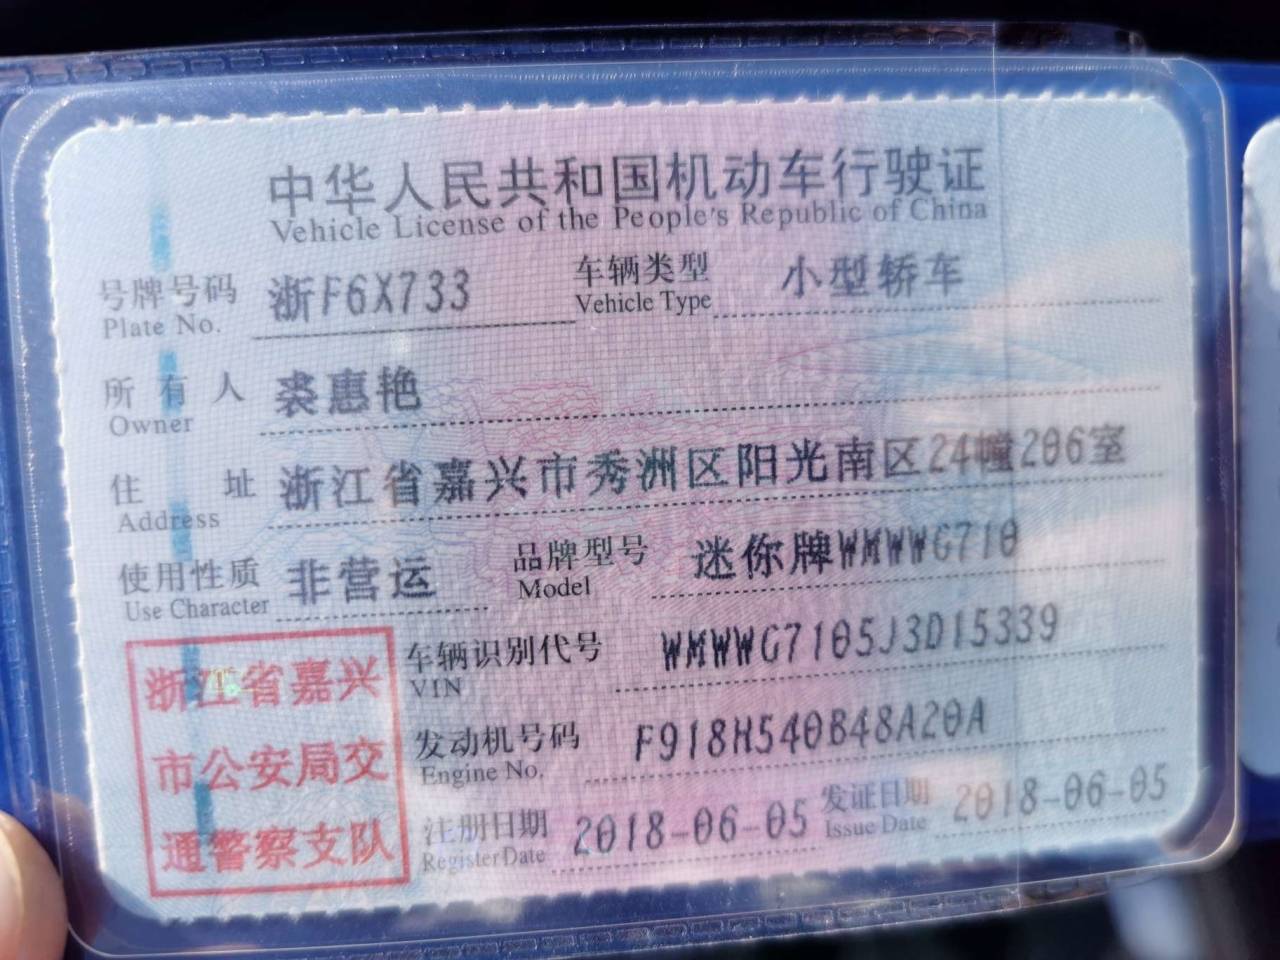 中华人民共和国机动车行驶证
Vehicle License of the People's Republic of China
号牌号码 浙F6X733 车辆类型 小型轿车
Plate No. Vehicle Type
所有人 裘惠艳
Owner
住址 浙江省嘉兴市秀洲区阳光南区24幢206室
Address
使用性质 非营运 品牌型号 迷你牌WMWWG710
Use Character Model
浙江省嘉兴 车辆识别代号 WMWWG7105J3D15339
VIN
市公安局交 发动机号码 F918H540B48A20A
Engine No.
通警察支队 注册日期 2018-06-05 发证日期 2018-06-05
Register Date Issue Date